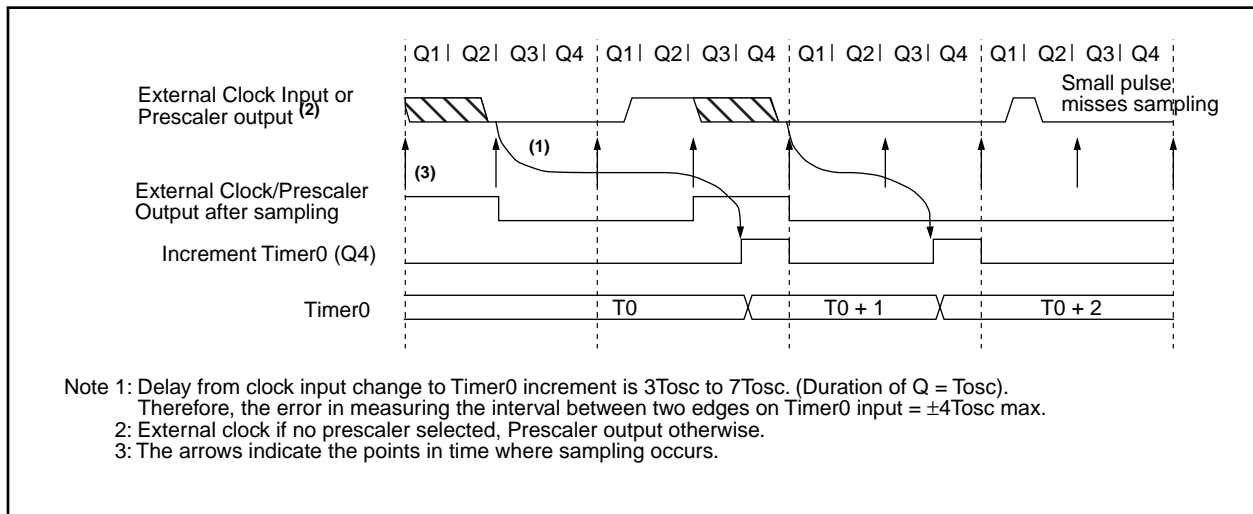 Q1| Q2| Q3| Q4 Q1| Q2| Q3| Q4 Q1| Q2| Q3| Q4 Q1| Q2| Q3| Q4
External Clock Input or
Prescaler output (2)
Small pulse
misses sampling
(1)
(3)
External Clock/Prescaler
Output after sampling
Increment Timer0 (Q4)
Timer0 T0 T0 + 1 T0 + 2
Note 1: Delay from clock input change to Timer0 increment is 3Tosc to 7Tosc. (Duration of Q = Tosc).
Therefore, the error in measuring the interval between two edges on Timer0 input = ±4Tosc max.
2: External clock if no prescaler selected, Prescaler output otherwise.
3: The arrows indicate the points in time where sampling occurs.